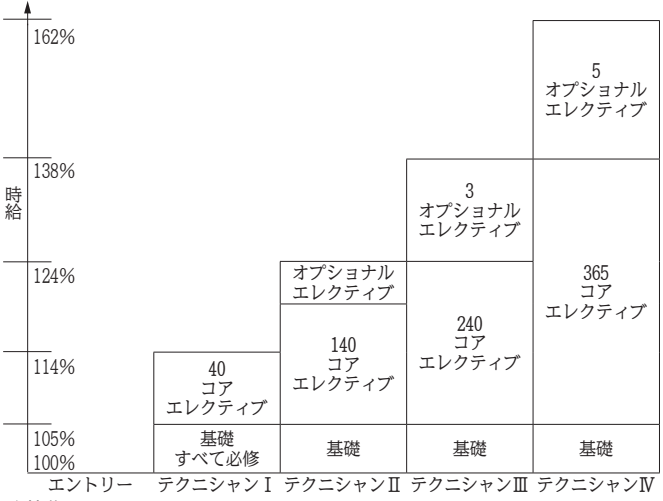 162%
5
オプショナル
エレクティブ
138%
時給
3
オプショナル
エレクティブ
124%
オプショナル
エレクティブ
365
コア
エレクティブ
240
コア
エレクティブ
140
コア
エレクティブ
114%
40
コア
エレクティブ
105%
100%
基礎
すべて必修
基礎
基礎
基礎
エントリー
テクニシャンⅠ
テクニシャンⅡ
テクニシャンⅢ
テクニシャンⅣ